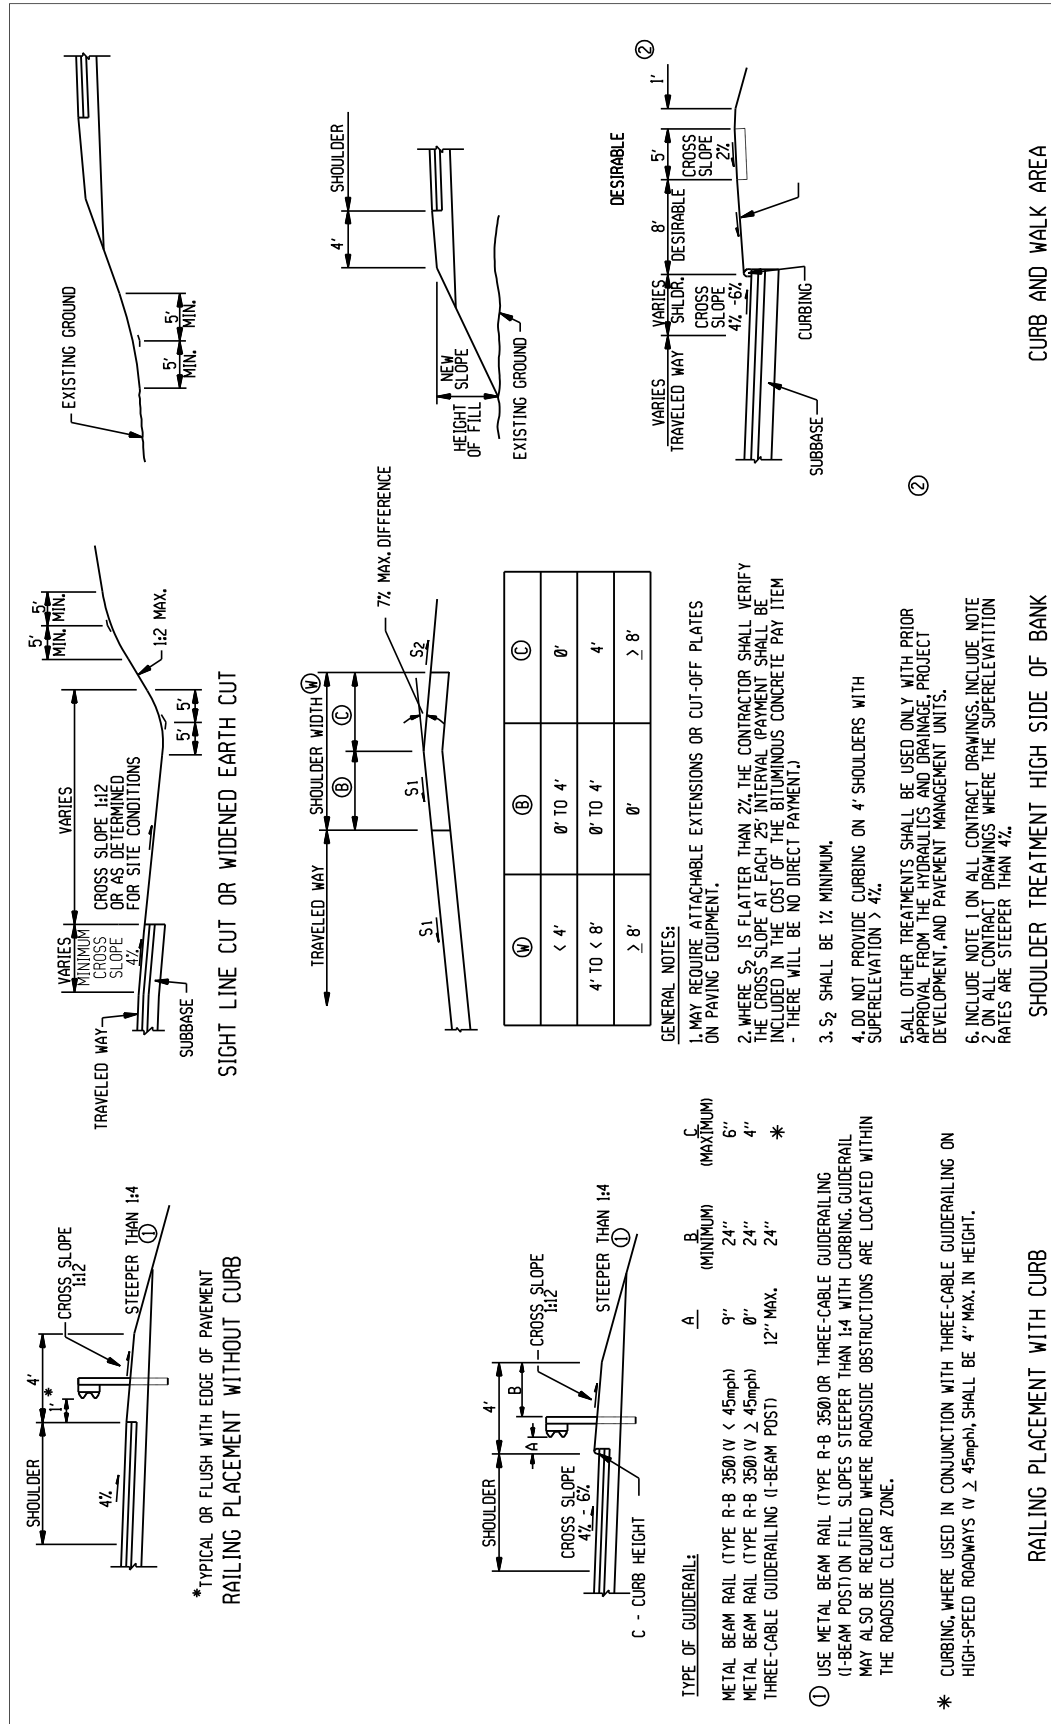 SHOULDER
4'
1' *
4%
CROSS SLOPE
1:12
STEEPER THAN 1:4
1
*TYPICAL OR FLUSH WITH EDGE OF PAVEMENT
RAILING PLACEMENT WITHOUT CURB
VARIES
VARIES
MINIMUM
CROSS
SLOPE
4%
TRAVELED WAY
SUBBASE
CROSS SLOPE 1:12
OR AS DETERMINED
FOR SITE CONDITIONS
5'
5'
5'
MIN.
5'
MIN.
1:2 MAX.
SIGHT LINE CUT OR WIDENED EARTH CUT
EXISTING GROUND
5'
MIN.
5'
MIN.
SHOULDER
4'
A
B
CROSS SLOPE
4% - 6%
CROSS SLOPE
1:12
STEEPER THAN 1:4
1
C - CURB HEIGHT
TYPE OF GUIDERAIL: A B C
(MINIMUM) (MAXIMUM)
METAL BEAM RAIL (TYPE R-B 350)(V < 45mph) 9" 24" 6"
METAL BEAM RAIL (TYPE R-B 350)(V ≥ 45mph) 0" 24" 4"
THREE-CABLE GUIDERAILING (I-BEAM POST) 12" MAX. 24" *
1 USE METAL BEAM RAIL (TYPE R-B 350) OR THREE-CABLE GUIDERAILING
(I-BEAM POST) ON FILL SLOPES STEEPER THAN 1:4 WITH CURBING. GUIDERAIL
MAY ALSO BE REQUIRED WHERE ROADSIDE OBSTRUCTIONS ARE LOCATED WITHIN
THE ROADSIDE CLEAR ZONE.
* CURBING, WHERE USED IN CONJUNCTION WITH THREE-CABLE GUIDERAILING ON
HIGH-SPEED ROADWAYS (V ≥ 45mph), SHALL BE 4" MAX. IN HEIGHT.
RAILING PLACEMENT WITH CURB
TRAVELED WAY
SHOULDER WIDTH W
B
C
S1
S1
S2
7% MAX. DIFFERENCE
W B C
< 4' 0' TO 4' 0'
4' TO < 8' 0' TO 4' 4'
≥ 8' 0' ≥ 8'
GENERAL NOTES:
1. MAY REQUIRE ATTACHABLE EXTENSIONS OR CUT-OFF PLATES
ON PAVING EQUIPMENT.
2. WHERE S2 IS FLATTER THAN 2%, THE CONTRACTOR SHALL VERIFY
THE CROSS SLOPE AT EACH 25' INTERVAL (PAYMENT SHALL BE
INCLUDED IN THE COST OF THE BITUMINOUS CONCRETE PAY ITEM
- THERE WILL BE NO DIRECT PAYMENT.)
3. S2 SHALL BE 1% MINIMUM.
4. DO NOT PROVIDE CURBING ON 4' SHOULDERS WITH
SUPERELEVATION > 4%.
5. ALL OTHER TREATMENTS SHALL BE USED ONLY WITH PRIOR
APPROVAL FROM THE HYDRAULICS AND DRAINAGE, PROJECT
DEVELOPMENT, AND PAVEMENT MANAGEMENT UNITS.
6. INCLUDE NOTE 1 ON ALL CONTRACT DRAWINGS. INCLUDE NOTE
2 ON ALL CONTRACT DRAWINGS WHERE THE SUPERELEVATITION
RATES ARE STEEPER THAN 4%.
SHOULDER TREATMENT HIGH SIDE OF BANK
4'
SHOULDER
NEW
SLOPE
HEIGHT
OF FILL
EXISTING GROUND
DESIRABLE
2
VARIES
TRAVELED WAY
VARIES
SHLDR.
8'
DESIRABLE
5'
1'
CROSS
SLOPE
4% -6%
CROSS
SLOPE
2%
CURBING
SUBBASE
2
CURB AND WALK AREA